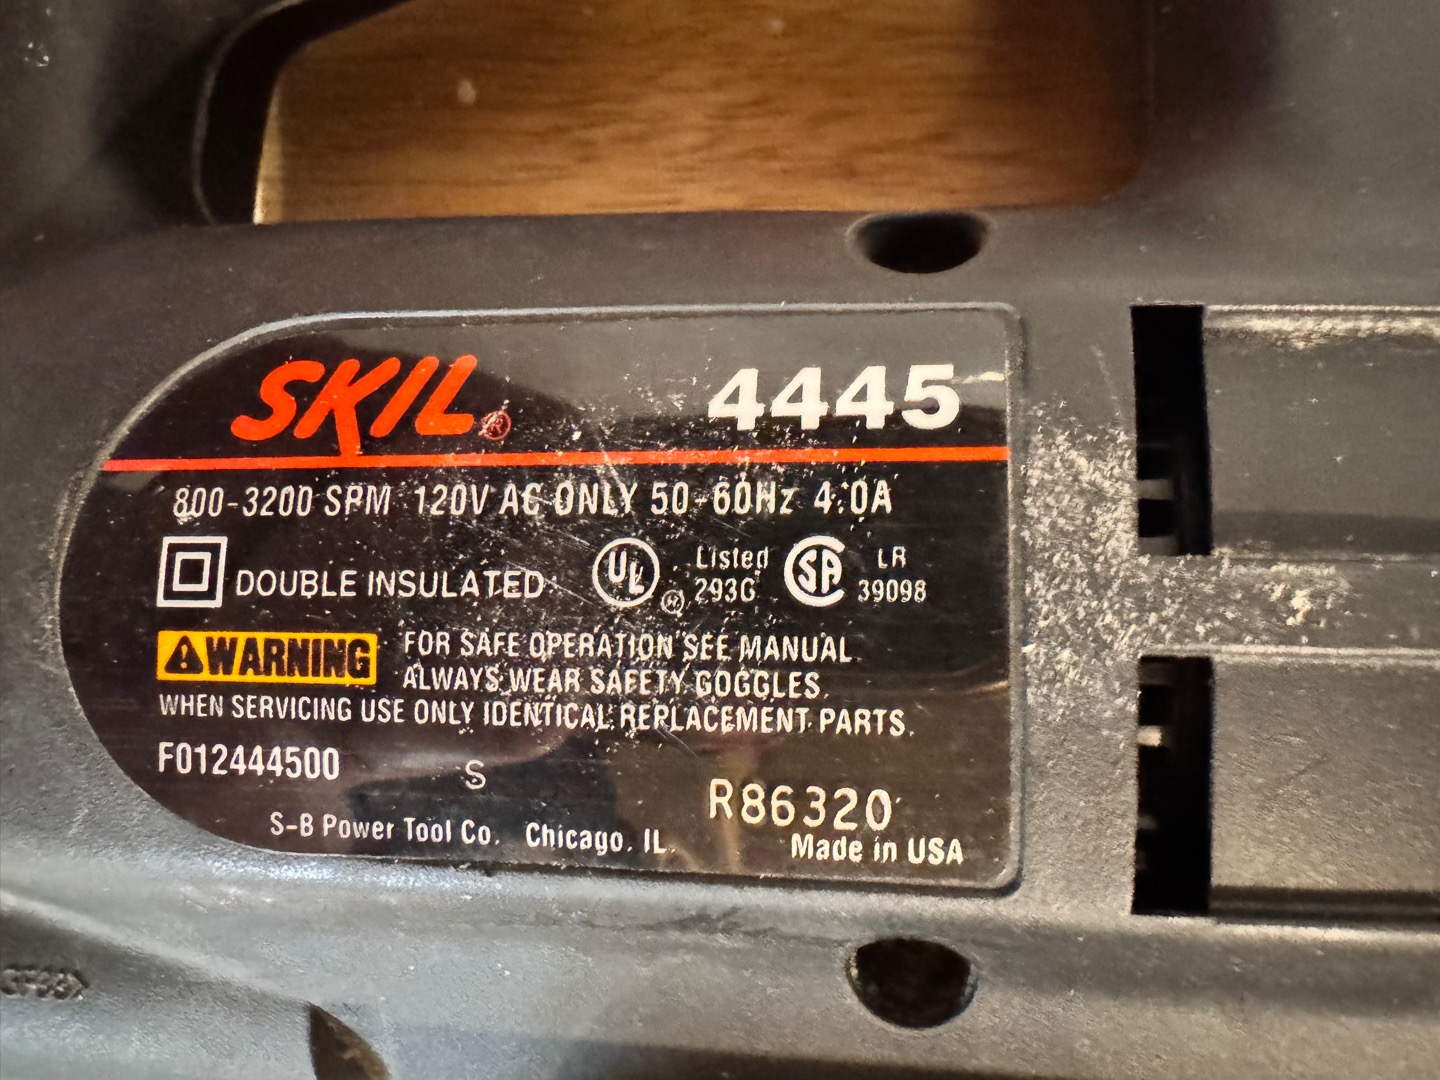 SKIL® 4445
800-3200 SPM 120V AC ONLY 50-60Hz 4.0A
DOUBLE INSULATED UL ® Listed 293G SA LR 39098
WARNING FOR SAFE OPERATION SEE MANUAL.
ALWAYS WEAR SAFETY GOGGLES.
WHEN SERVICING USE ONLY IDENTICAL REPLACEMENT PARTS.
F012444500 S R86320
S-B Power Tool Co. Chicago, IL. Made in USA